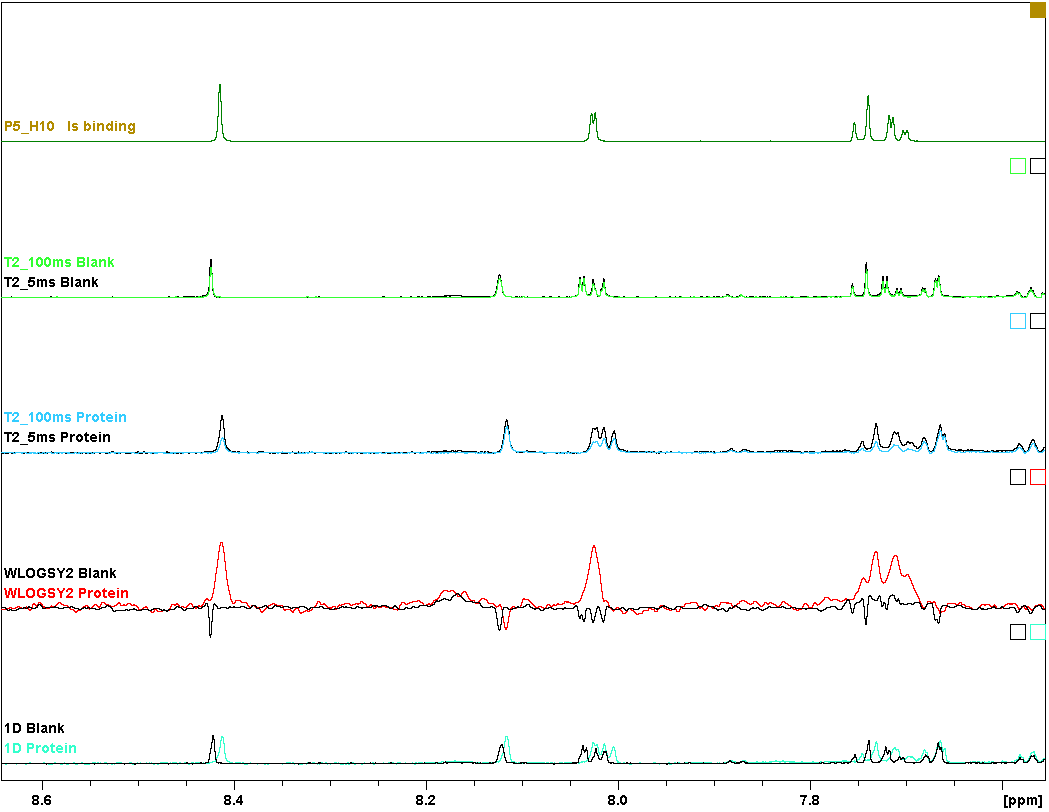 P5_H10 Is binding
T2_100ms Blank
T2_5ms Blank
T2_100ms Protein
T2_5ms Protein
WLOGSY2 Blank
WLOGSY2 Protein
1D Blank
1D Protein
8.6 8.4 8.2 8.0 7.8 [ppm]